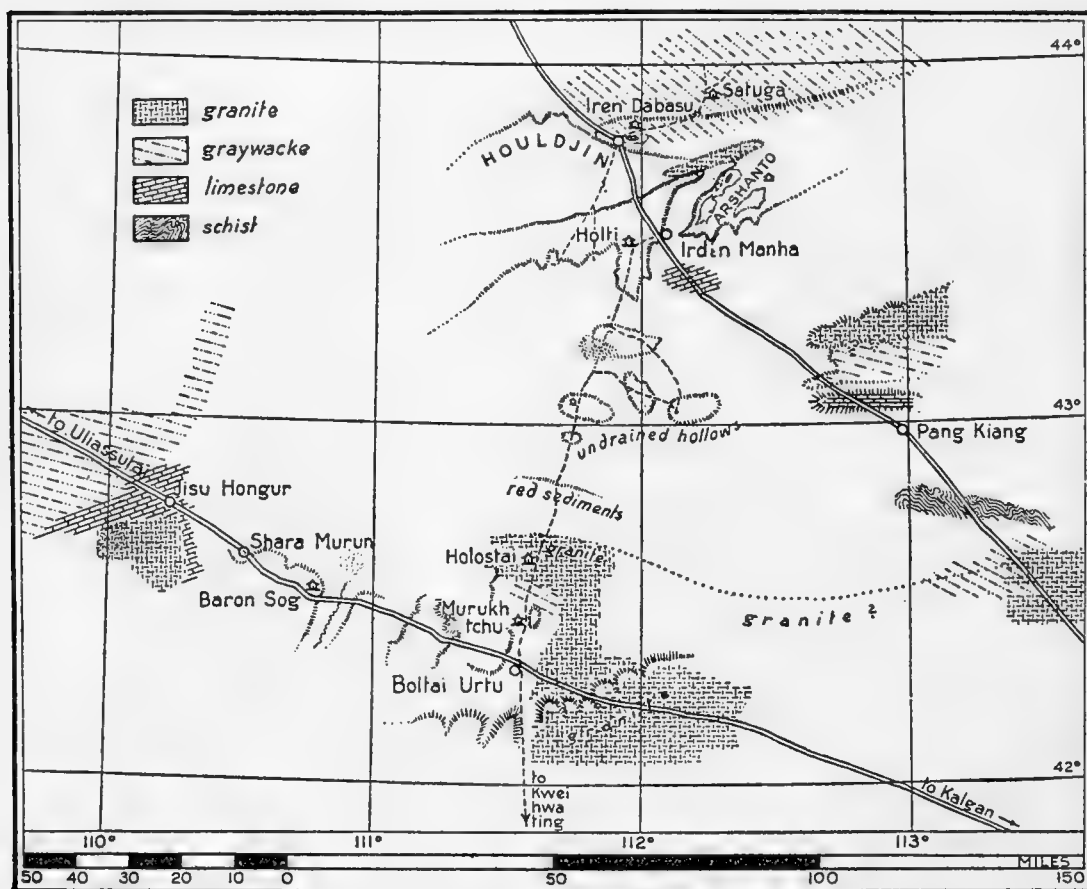 44°
granite
graywacke
limestone
schist
Satuga
Iren Dabasu
HOULDJIN
ARSHANTO
Holti
Irden Manha
43°
to Uliassutai
undrained hollows
Pang Kiang
Jisu Hongur
red sediments
Shara Murun
Holostai
granite
Baron Sog
Murukh
tchu
granite ?
Boltai Urtu
granit
42°
to
Kwei
hwa
ting
to Kalgan
110°
111°
112°
113°
MILES
50 40 30 20 10 0 50 100 150